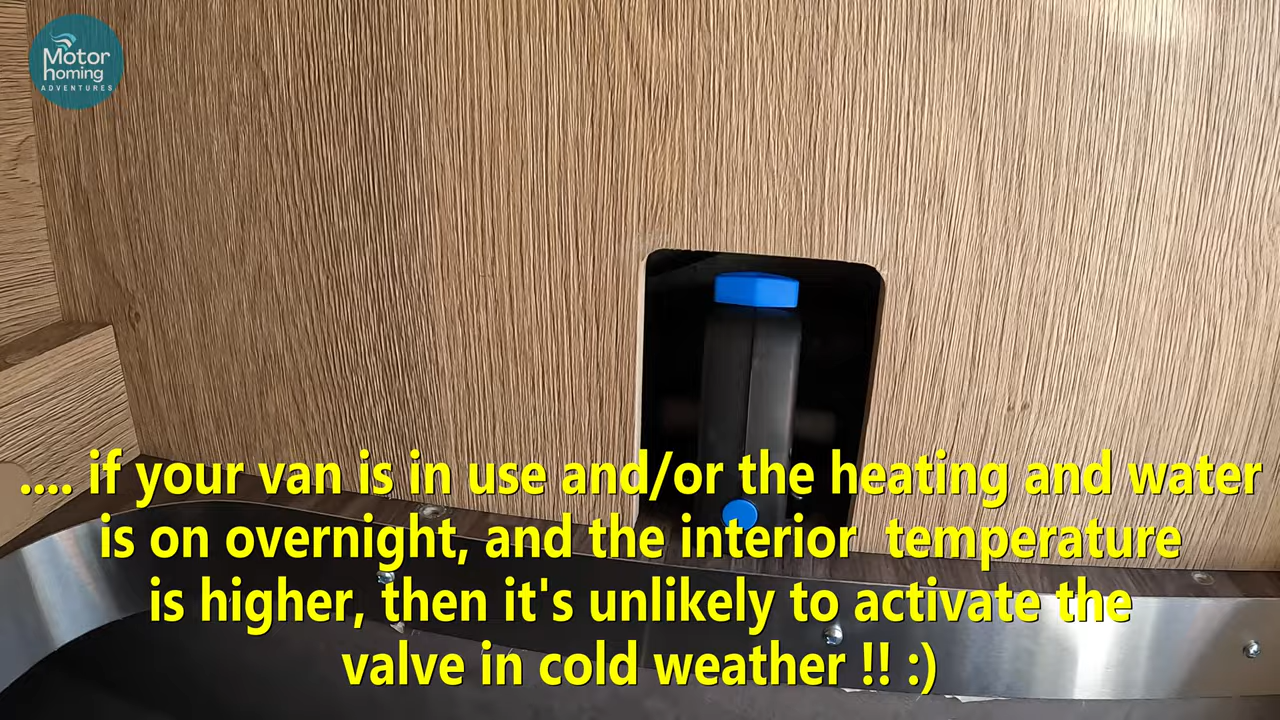 Motor
homing
ADVENTURES
.... if your van is in use and/or the heating and water
is on overnight, and the interior  temperature
is higher, then it's unlikely to activate the
valve in cold weather !! :)